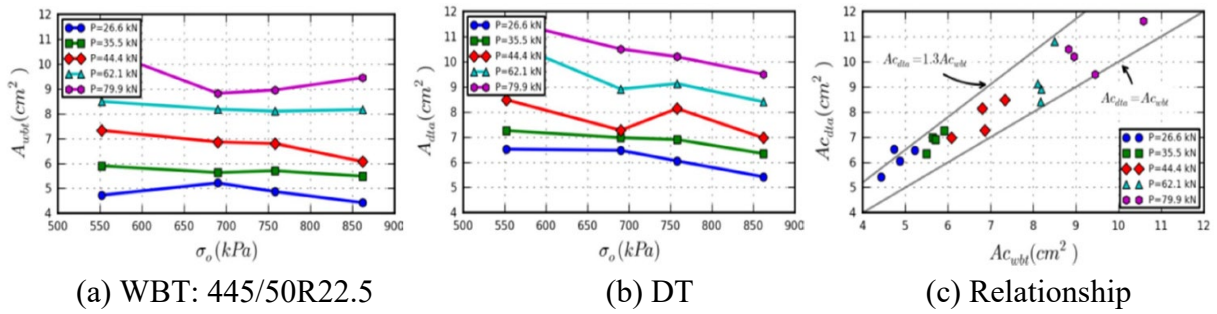 12
11
10
9
8
7
6
5
4
A_wbt(cm²)
P=26.6 kN
P=35.5 kN
P=44.4 kN
P=62.1 kN
P=79.9 kN
500 550 600 650 700 750 800 850 900
σ_o(kPa)
(a) WBT: 445/50R22.5
12
11
10
9
8
7
6
5
4
A_dta(cm²)
P=26.6 kN
P=35.5 kN
P=44.4 kN
P=62.1 kN
P=79.9 kN
500 550 600 650 700 750 800 850 900
σ_o(kPa)
(b) DT
12
11
10
9
8
7
6
5
4
Ac_dta(cm²)
Ac_dta=1.3Ac_wbt
Ac_dta=Ac_wbt
P=26.6 kN
P=35.5 kN
P=44.4 kN
P=62.1 kN
P=79.9 kN
4 5 6 7 8 9 10 11 12
Ac_wbt(cm²)
(c) Relationship